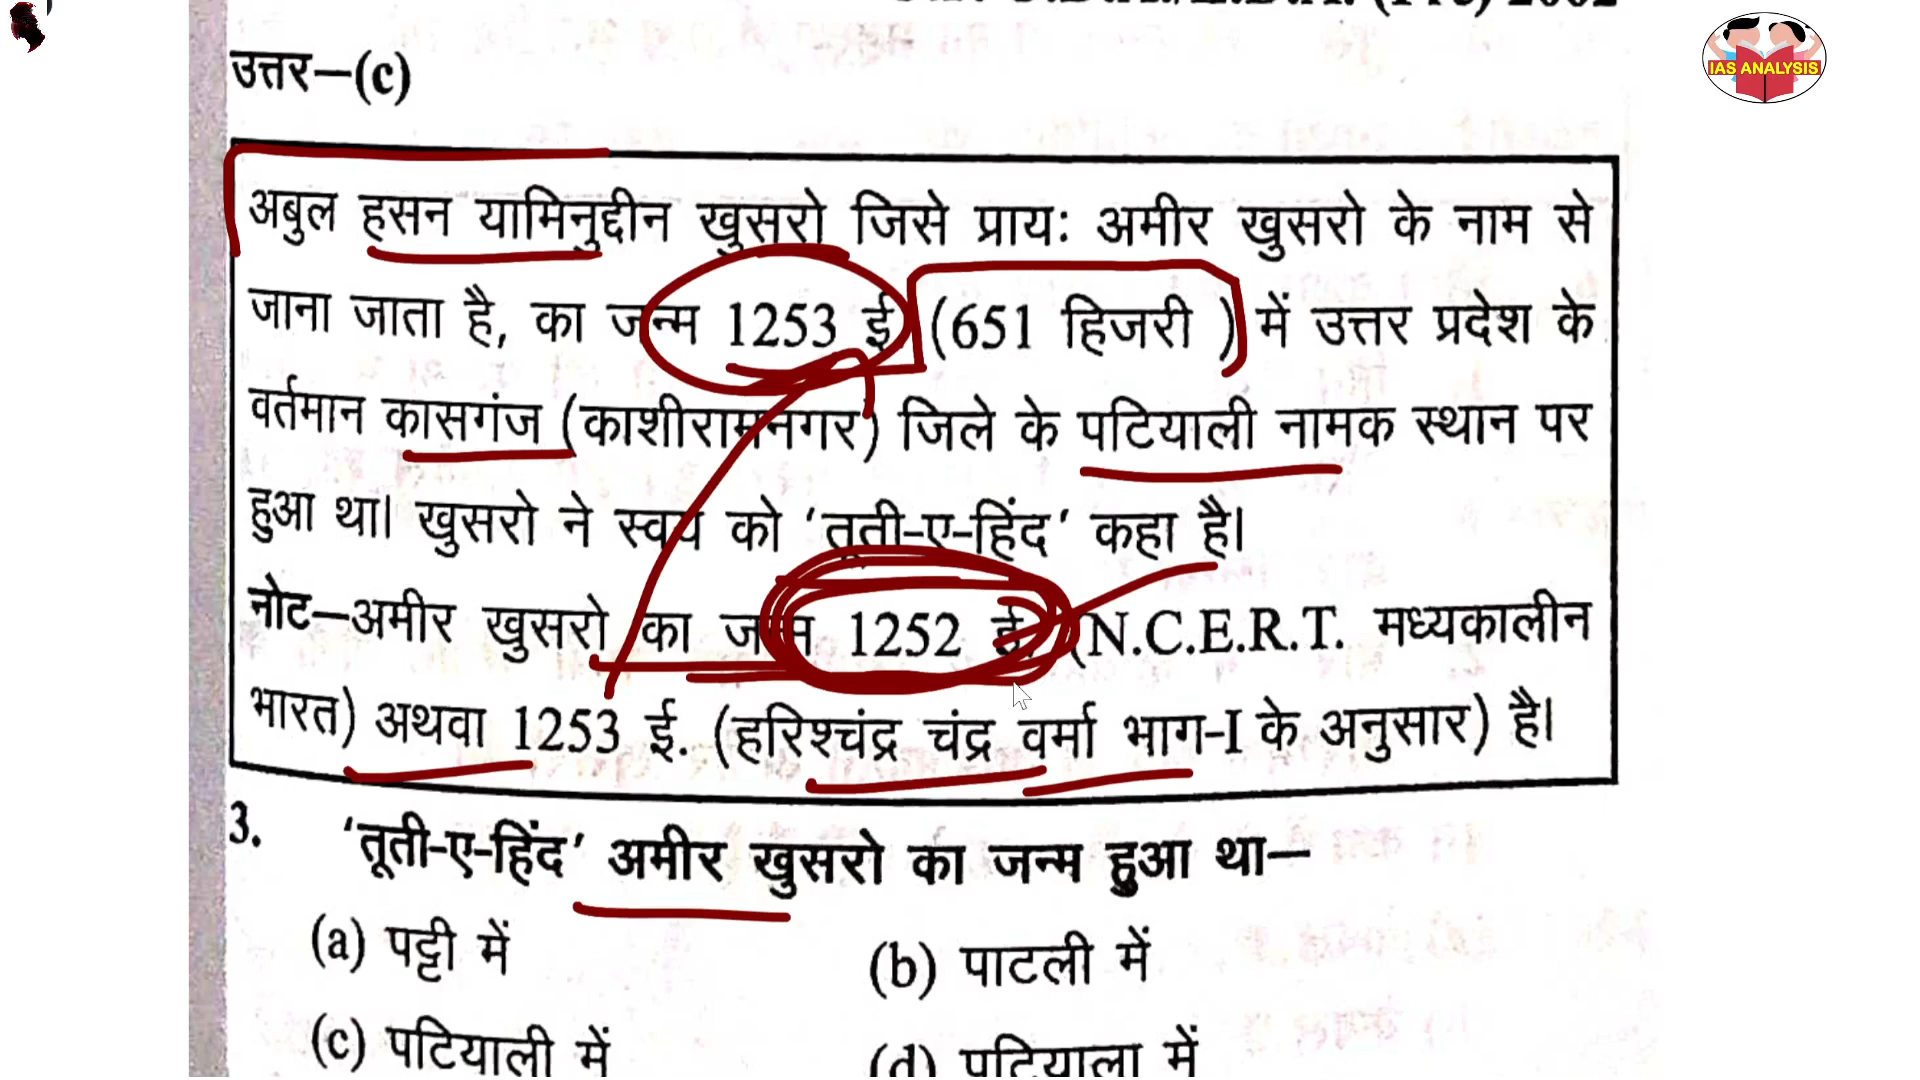 उत्तर—(c)
IAS ANALYSIS
अबुल हसन यामिनुद्दीन खुसरो जिसे प्रायः अमीर खुसरो के नाम से
जाना जाता है, का जन्म 1253 ई. (651 हिजरी ) में उत्तर प्रदेश के
वर्तमान कासगंज (काशीरामनगर) जिले के पटियाली नामक स्थान पर
हुआ था। खुसरो ने स्वयं को ‘तूती-ए-हिंद’ कहा है।
नोट—अमीर खुसरो का जन्म 1252 ई. (N.C.E.R.T. मध्यकालीन
भारत) अथवा 1253 ई. (हरिश्चंद्र चंद्र वर्मा भाग-I के अनुसार) है।
3. ‘तूती-ए-हिंद’ अमीर खुसरो का जन्म हुआ था—
(a) पट्टी में (b) पाटली में
(c) पटियाली में (d) पटियाला में